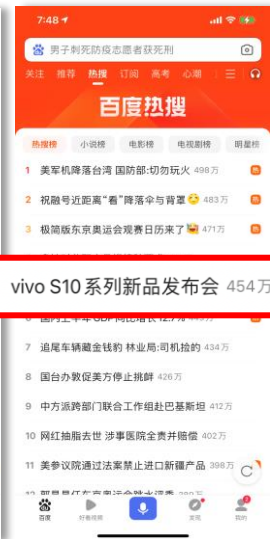 7:48
男子刺死防疫志愿者获死刑
关注 推荐 热搜 订阅 高考 心潮
百度热搜
热搜榜 小说榜 电影榜 电视剧榜 明星榜
1 美军机降落台湾 国防部:切勿玩火 498万 热
2 祝融号近距离“看”降落伞与背罩 483万 热
3 极简版东京奥运会观赛日历来了 471万 热
vivo S10系列新品发布会 454万
7 追尾车辆藏金钱豹 林业局:司机捡的 434万
8 国台办敦促美方停止挑衅 426万
9 中方派跨部门联合工作组赴巴基斯坦 412万
10 网红抽脂去世 涉事医院全责并赔偿 402万
11 美参议院通过法案禁止进口新疆产品 398万
百度 好看视频 发现 我的